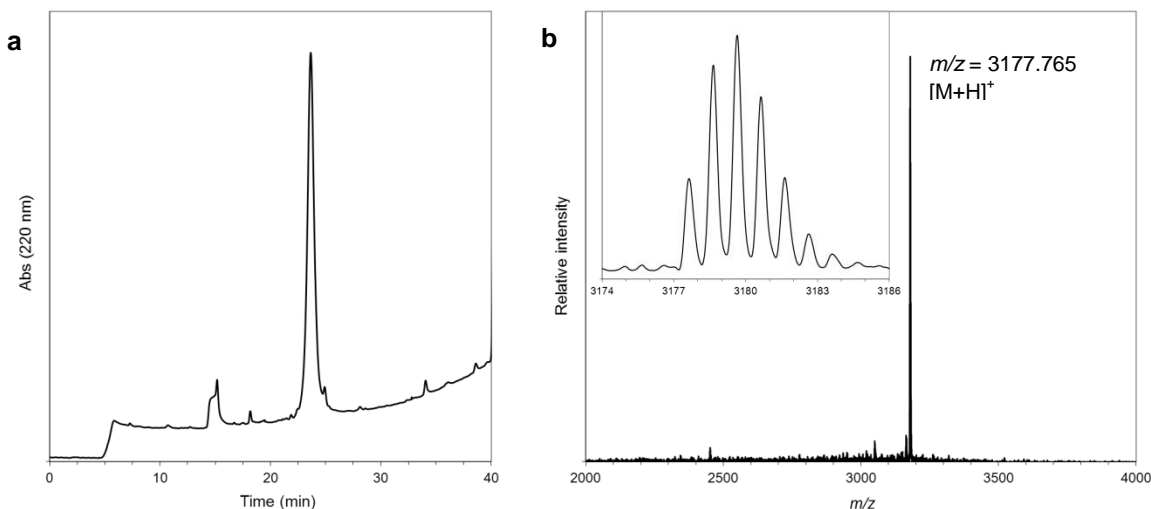 a
Abs (220 nm)
0 10 20 30 40
Time (min)
b
m/z = 3177.765
[M+H]+
Relative intensity
3174 3177 3180 3183 3186
2000 2500 3000 3500 4000
m/z